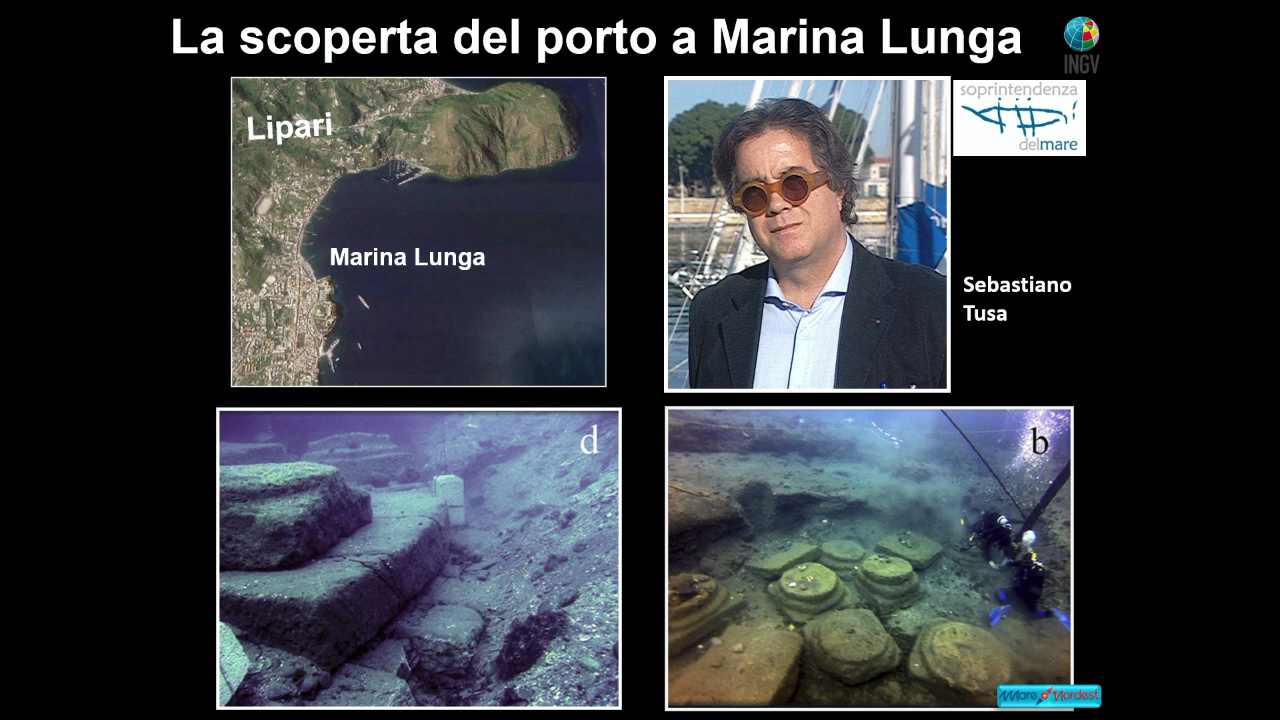 La scoperta del porto a Marina Lunga
INGV
Lipari
Marina Lunga
soprintendenza
delmare
Sebastiano
Tusa
d
b
Mare Nordest